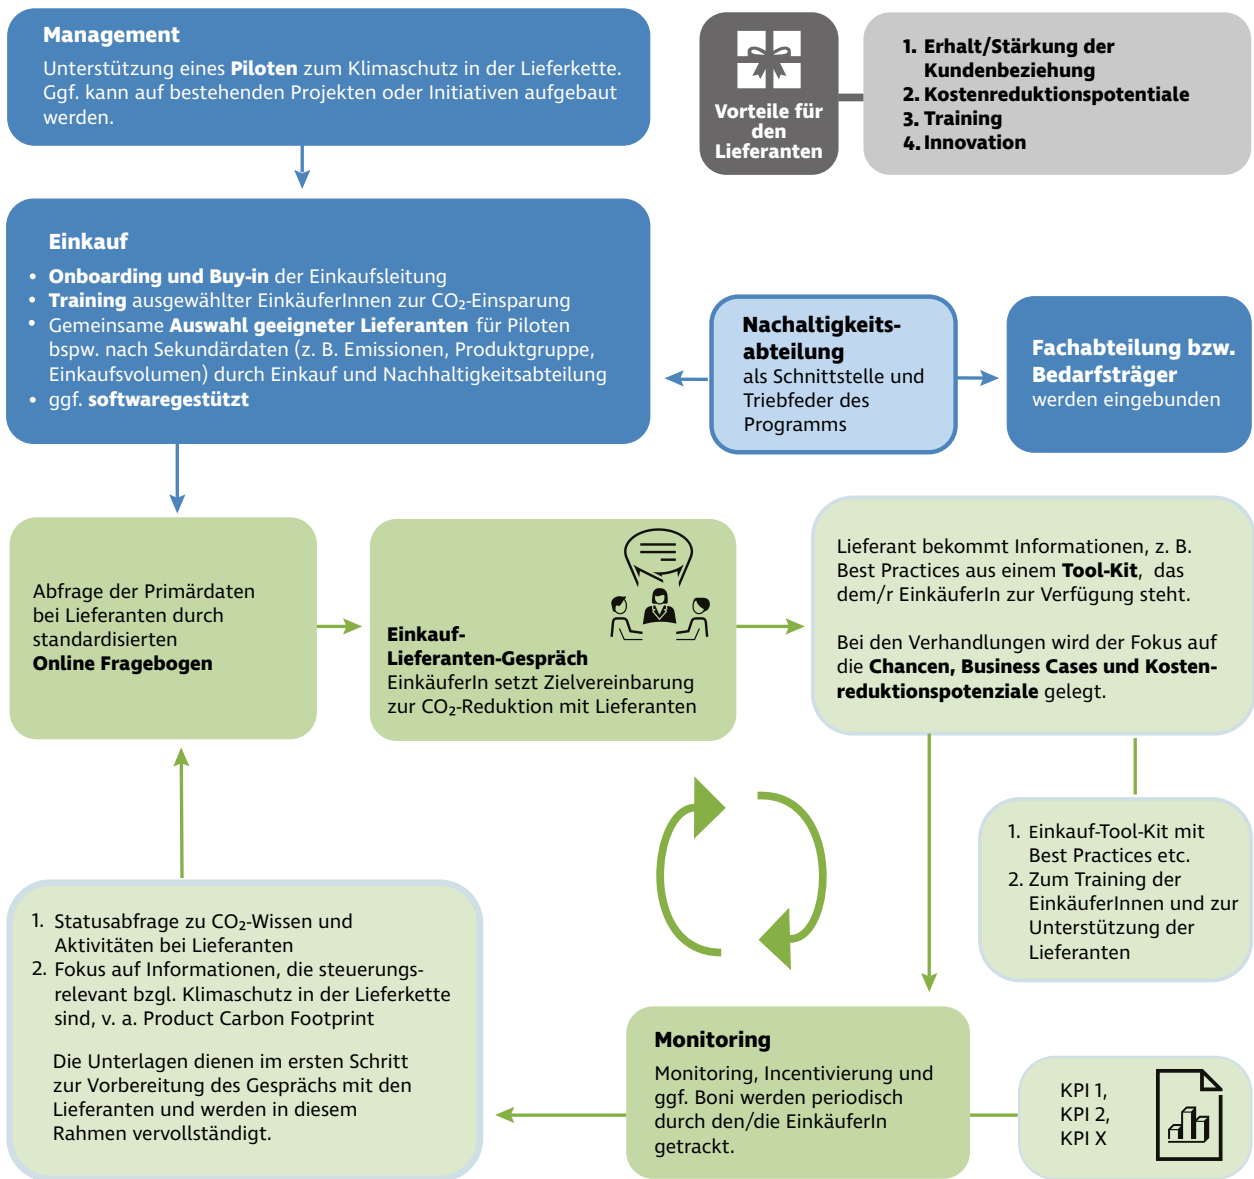 Management
Unterstützung eines Piloten zum Klimaschutz in der Lieferkette.
Ggf. kann auf bestehenden Projekten oder Initiativen aufgebaut
werden.
Vorteile für
den
Lieferanten
1. Erhalt/Stärkung der
Kundenbeziehung
2. Kostenreduktionspotentiale
3. Training
4. Innovation
Einkauf
• Onboarding und Buy-in der Einkaufsleitung
• Training ausgewählter EinkäuferInnen zur CO₂-Einsparung
• Gemeinsame Auswahl geeigneter Lieferanten für Piloten
bspw. nach Sekundärdaten (z. B. Emissionen, Produktgruppe,
Einkaufsvolumen) durch Einkauf und Nachhaltigkeitsabteilung
• ggf. softwaregestützt
Nachaltigkeits-
abteilung
als Schnittstelle und
Triebfeder des
Programms
Fachabteilung bzw.
Bedarfsträger
werden eingebunden
Abfrage der Primärdaten
bei Lieferanten durch
standardisierten
Online Fragebogen
Einkauf-
Lieferanten-Gespräch
EinkäuferIn setzt Zielvereinbarung
zur CO₂-Reduktion mit Lieferanten
Lieferant bekommt Informationen, z. B.
Best Practices aus einem Tool-Kit, das
dem/r EinkäuferIn zur Verfügung steht.
Bei den Verhandlungen wird der Fokus auf
die Chancen, Business Cases und Kosten-
reduktionspotenziale gelegt.
1. Einkauf-Tool-Kit mit
Best Practices etc.
2. Zum Training der
EinkäuferInnen und zur
Unterstützung der
Lieferanten
1. Statusabfrage zu CO₂-Wissen und
Aktivitäten bei Lieferanten
2. Fokus auf Informationen, die steuerungs-
relevant bzgl. Klimaschutz in der Lieferkette
sind, v. a. Product Carbon Footprint
Die Unterlagen dienen im ersten Schritt
zur Vorbereitung des Gesprächs mit den
Lieferanten und werden in diesem
Rahmen vervollständigt.
Monitoring
Monitoring, Incentivierung und
ggf. Boni werden periodisch
durch den/die EinkäuferIn
getrackt.
KPI 1,
KPI 2,
KPI X